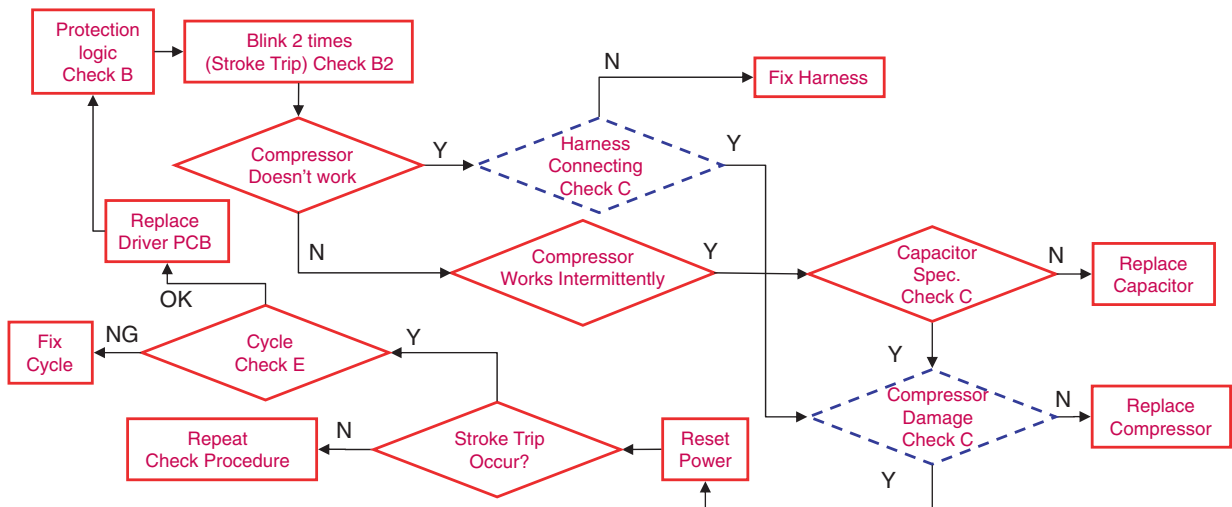 Protection
logic
Check B
Blink 2 times
(Stroke Trip) Check B2
N
Fix Harness
Compressor
Doesn't work
Y
Harness
Connecting
Check C
Y
Replace
Driver PCB
N
Compressor
Works Intermittently
Y
Capacitor
Spec.
Check C
N
Replace
Capacitor
OK
Fix
Cycle
NG
Cycle
Check E
Y
Y
Compressor
Damage
Check C
N
Replace
Compressor
Repeat
Check Procedure
N
Stroke Trip
Occur?
Reset
Power
Y